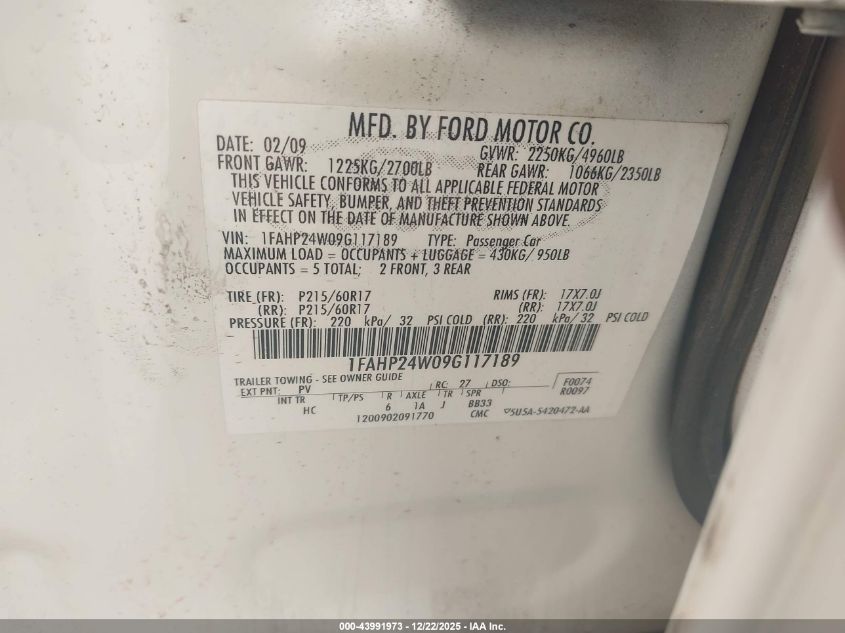 MFD. BY FORD MOTOR CO.
DATE: 02/09 GVWR: 2250KG/4960LB
FRONT GAWR: 1225KG/2700LB REAR GAWR: 1066KG/2350LB
THIS VEHICLE CONFORMS TO ALL APPLICABLE FEDERAL MOTOR
VEHICLE SAFETY, BUMPER, AND THEFT PREVENTION STANDARDS
IN EFFECT ON THE DATE OF MANUFACTURE SHOWN ABOVE.
VIN: 1FAHP24W09G117189 TYPE: Passenger Car
MAXIMUM LOAD = OCCUPANTS + LUGGAGE = 430KG/ 950LB
OCCUPANTS = 5 TOTAL; 2 FRONT, 3 REAR
TIRE (FR): P215/60R17 RIMS (FR): 17X7.0J
(RR): P215/60R17 (RR): 17X7.0J
PRESSURE (FR): 220 kPa/ 32 PSI COLD (RR): 220 kPa/ 32 PSI COLD
1FAHP24W09G117189
TRAILER TOWING - SEE OWNER GUIDE
EXT PNT: PV RC: 27 DSO: F0074
R0097
INT TR TP/PS R AXLE TR SPR
HC 6 1A J BB33
1200902091770 CMC 5U5A-5420472-AA
000-43991973 - 12/22/2025 - IAA Inc.